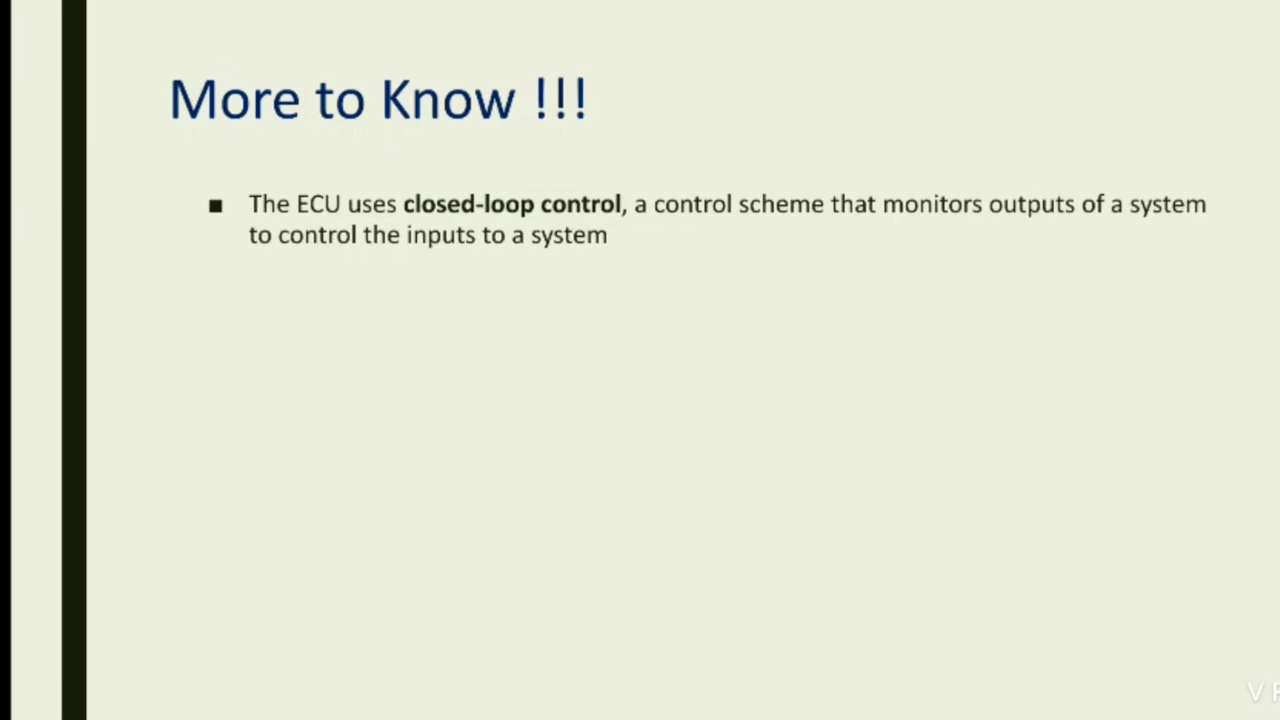 More to Know !!!
■ The ECU uses closed-loop control, a control scheme that monitors outputs of a system
to control the inputs to a system
V